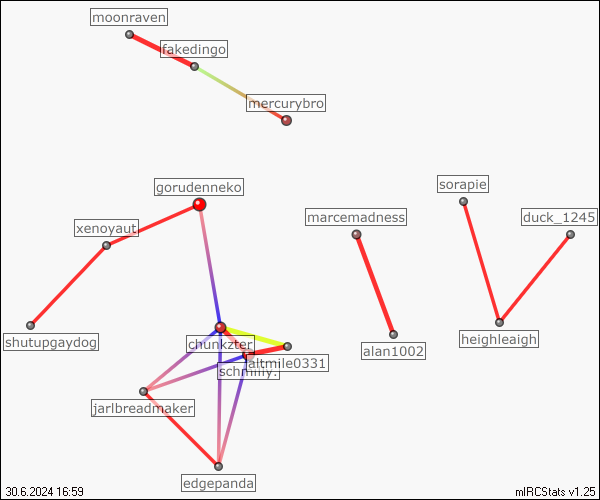 moonraven
fakedingo
mercurybro
gorudenneko
sorapie
marcemadness
duck_1245
xenoyaut
shutupgaydog
chunkzter
heighleaigh
alan1002
altmile0331
jarlbreadmaker
edgepanda
30.6.2024 16:59
mIRCStats v1.25